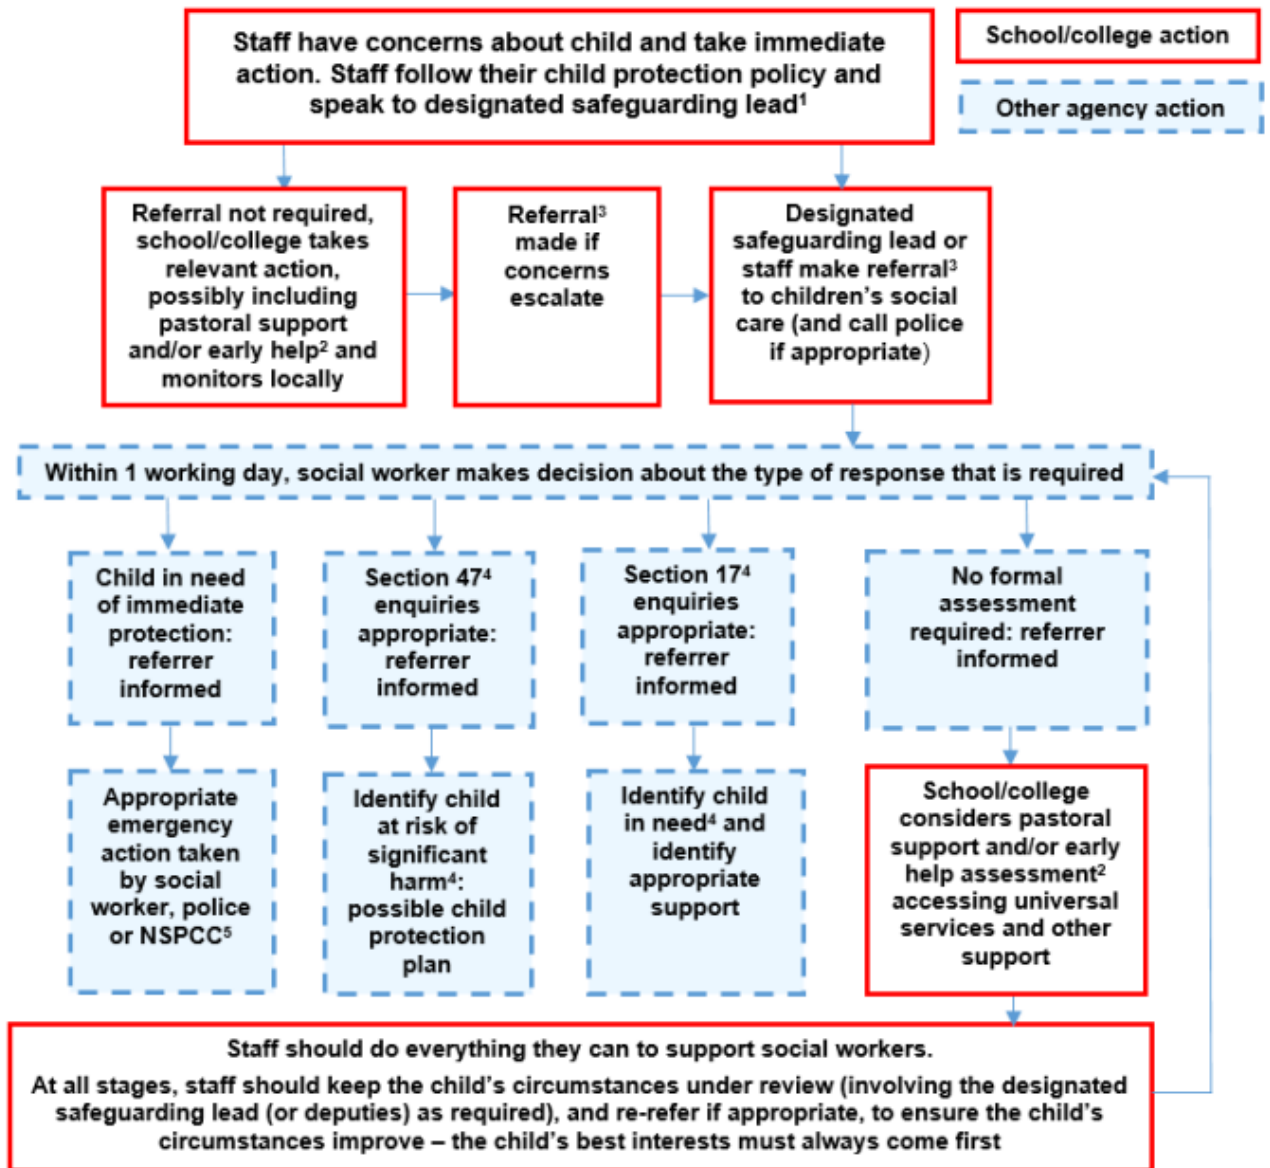 Staff have concerns about child and take immediate
action. Staff follow their child protection policy and
speak to designated safeguarding lead¹
School/college action
Other agency action
Referral not required,
school/college takes
relevant action,
possibly including
pastoral support
and/or early help² and
monitors locally
Referral³
made if
concerns
escalate
Designated
safeguarding lead or
staff make referral³
to children's social
care (and call police
if appropriate)
Within 1 working day, social worker makes decision about the type of response that is required
Child in need
of immediate
protection:
referrer
informed
Section 47⁴
enquiries
appropriate:
referrer
informed
Section 17⁴
enquiries
appropriate:
referrer
informed
No formal
assessment
required: referrer
informed
Appropriate
emergency
action taken
by social
worker, police
or NSPCC⁵
Identify child
at risk of
significant
harm⁴:
possible child
protection
plan
Identify child
in need⁴ and
identify
appropriate
support
School/college
considers pastoral
support and/or early
help assessment²
accessing universal
services and other
support
Staff should do everything they can to support social workers.
At all stages, staff should keep the child's circumstances under review (involving the designated
safeguarding lead (or deputies) as required), and re-refer if appropriate, to ensure the child's
circumstances improve – the child's best interests must always come first